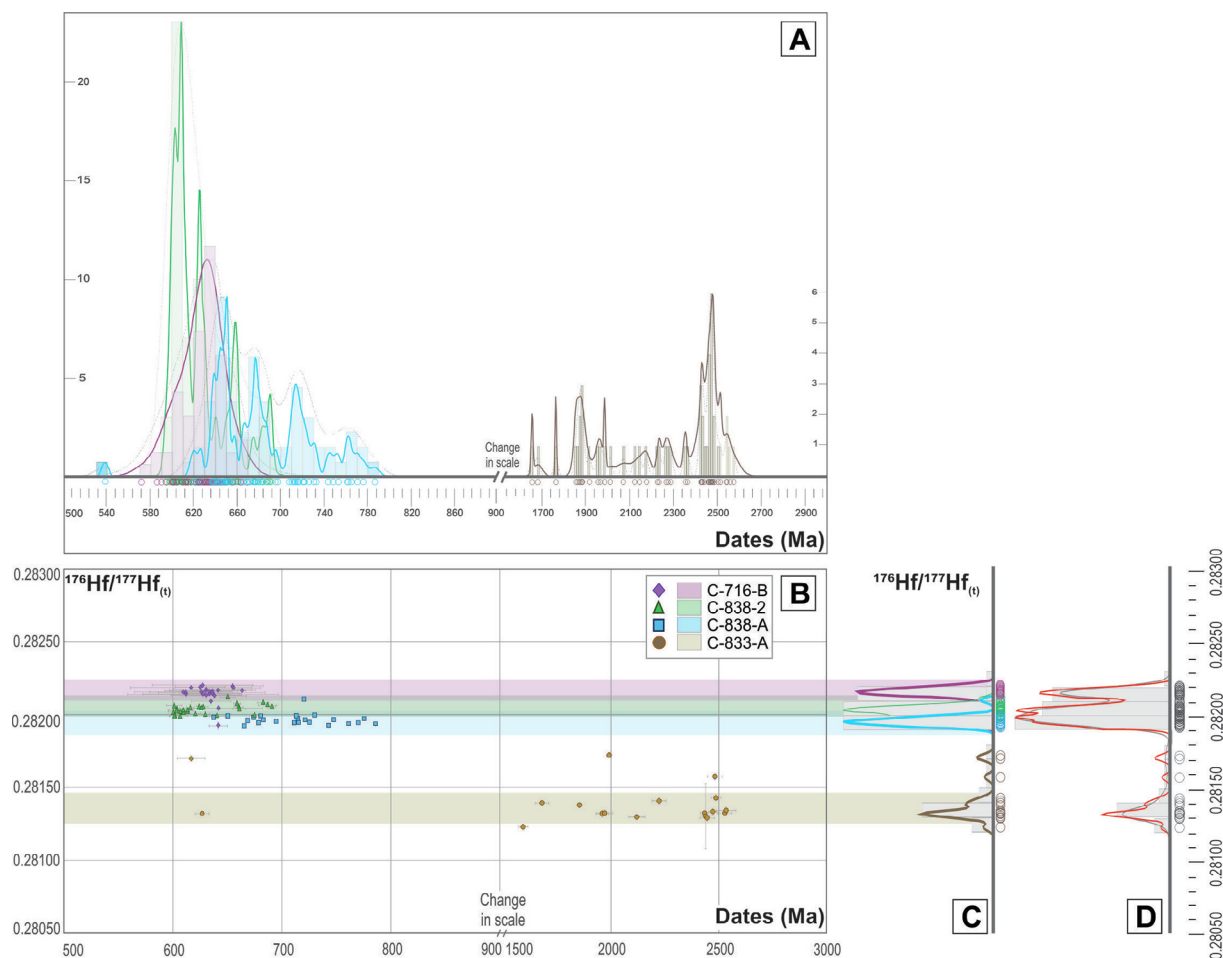 A
20
15
10
5
6
5
4
3
2
1
Change
in scale
500 580 660 740 820 900 1700 1900 2100 2300 2500 2700 2900
540 620 700 780 860
Dates (Ma)
176Hf/177Hf(t)
B
C-716-B
C-838-2
C-838-A
C-833-A
0.28300
0.28250
0.28200
0.28150
0.28100
0.28050
Change
in scale
Dates (Ma)
500 600 700 800 900 1500 2000 2500 3000
176Hf/177Hf(t)
C
D
0.28300
0.28250
0.28200
0.28150
0.28100
0.28050